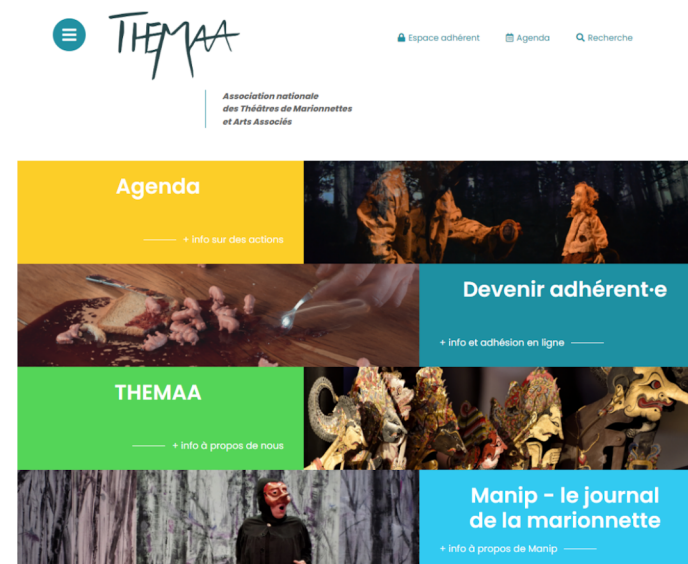 THEMAA
Espace adhérent
Agenda
Recherche
Association nationale
des Théâtres de Marionnettes
et Arts Associés
Agenda
+ info sur des actions
Devenir adhérent·e
+ info et adhésion en ligne
THEMAA
+ info à propos de nous
Manip - le journal
de la marionnette
+ info à propos de Manip